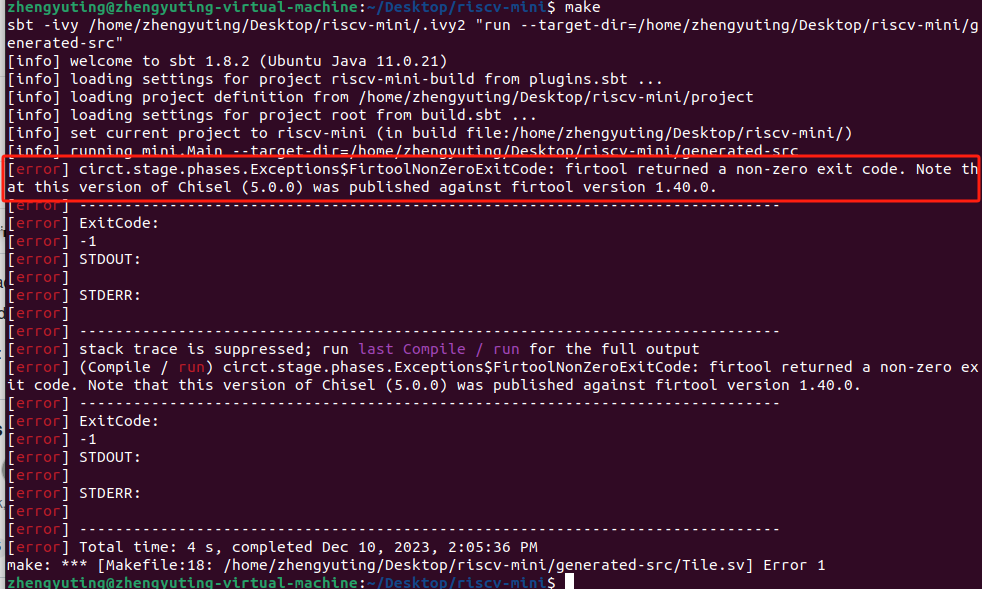 zhengyuting@zhengyuting-virtual-machine:~/Desktop/riscv-mini$ make
sbt -ivy /home/zhengyuting/Desktop/riscv-mini/.ivy2 "run --target-dir=/home/zhengyuting/Desktop/riscv-mini/g
enerated-src"
[info] welcome to sbt 1.8.2 (Ubuntu Java 11.0.21)
[info] loading settings for project riscv-mini-build from plugins.sbt ...
[info] loading project definition from /home/zhengyuting/Desktop/riscv-mini/project
[info] loading settings for project root from build.sbt ...
[info] set current project to riscv-mini (in build file:/home/zhengyuting/Desktop/riscv-mini/)
[info] running mini.Main --target-dir=/home/zhengyuting/Desktop/riscv-mini/generated-src
[error] circt.stage.phases.Exceptions$FirtoolNonZeroExitCode: firtool returned a non-zero exit code. Note th
at this version of Chisel (5.0.0) was published against firtool version 1.40.0.
[error] ------------------------------------------------------------------------------
[error] ExitCode:
[error] -1
[error] STDOUT:
[error]
[error] STDERR:
[error]
[error] ------------------------------------------------------------------------------
[error] stack trace is suppressed; run last Compile / run for the full output
[error] (Compile / run) circt.stage.phases.Exceptions$FirtoolNonZeroExitCode: firtool returned a non-zero ex
it code. Note that this version of Chisel (5.0.0) was published against firtool version 1.40.0.
[error] ------------------------------------------------------------------------------
[error] ExitCode:
[error] -1
[error] STDOUT:
[error]
[error] STDERR:
[error]
[error] ------------------------------------------------------------------------------
[error] Total time: 4 s, completed Dec 10, 2023, 2:05:36 PM
make: *** [Makefile:18: /home/zhengyuting/Desktop/riscv-mini/generated-src/Tile.sv] Error 1
zhengyuting@zhengyuting-virtual-machine:~/Desktop/riscv-mini$